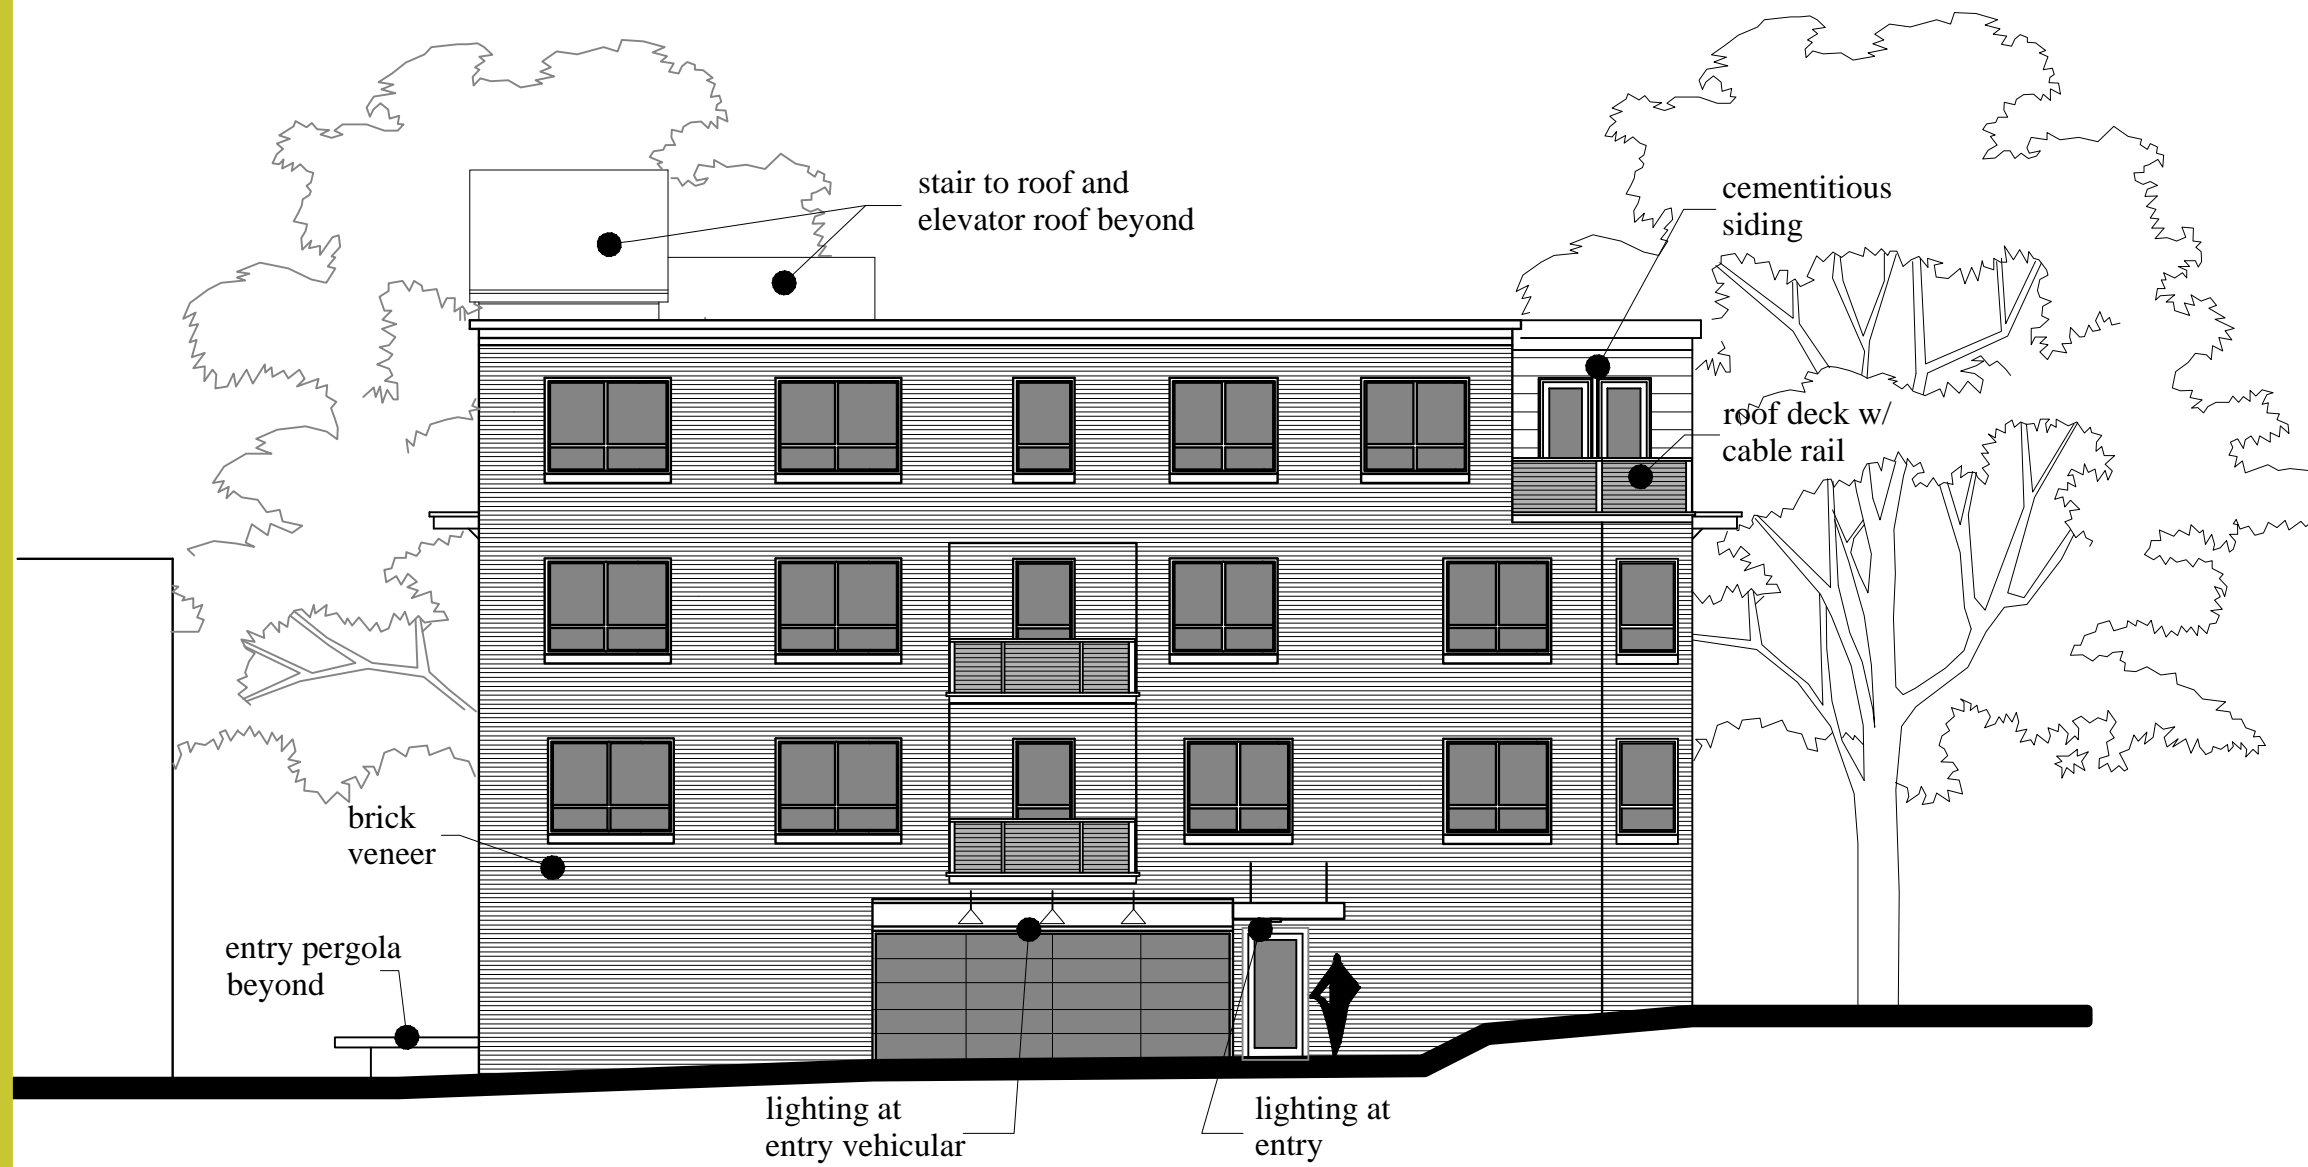 stair to roof and
elevator roof beyond
cementitious
siding
roof deck w/
cable rail
brick
veneer
entry pergola
beyond
lighting at
entry vehicular
lighting at
entry